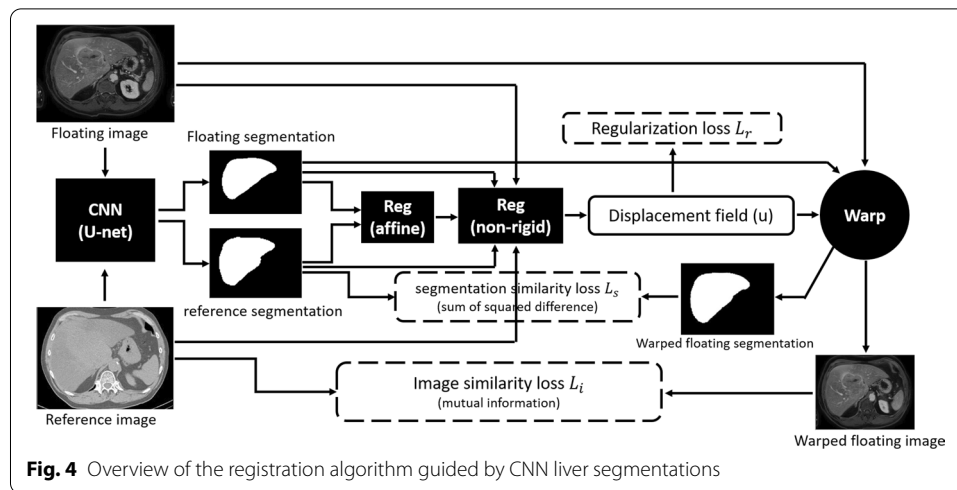 Floating image
Floating segmentation
Regularization loss L_r
CNN
(U-net)
Reg
(affine)
Reg
(non-rigid)
Displacement field (u)
Warp
reference segmentation
segmentation similarity loss L_s
(sum of squared difference)
Warped floating segmentation
Image similarity loss L_i
(mutual information)
Reference image
Warped floating image
Fig. 4 Overview of the registration algorithm guided by CNN liver segmentations